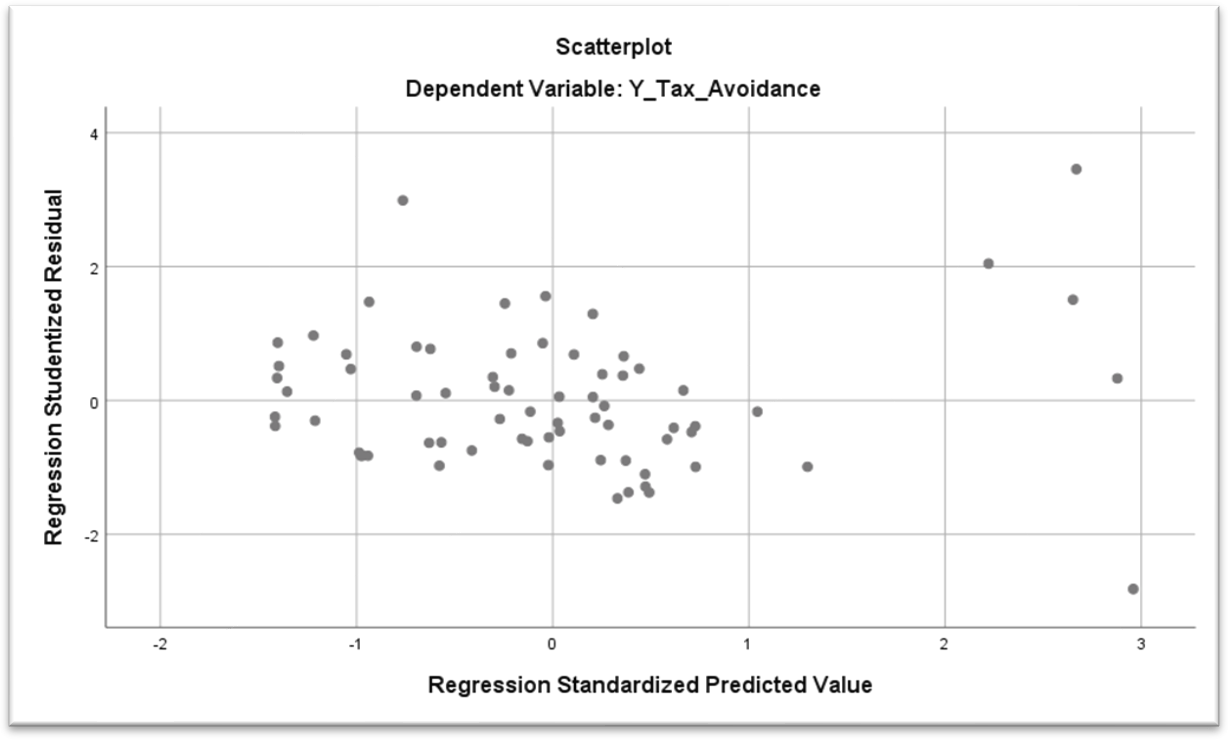 Scatterplot
Dependent Variable: Y_Tax_Avoidance
Regression Studentized Residual
4
2
0
-2
-2
-1
0
1
2
3
Regression Standardized Predicted Value